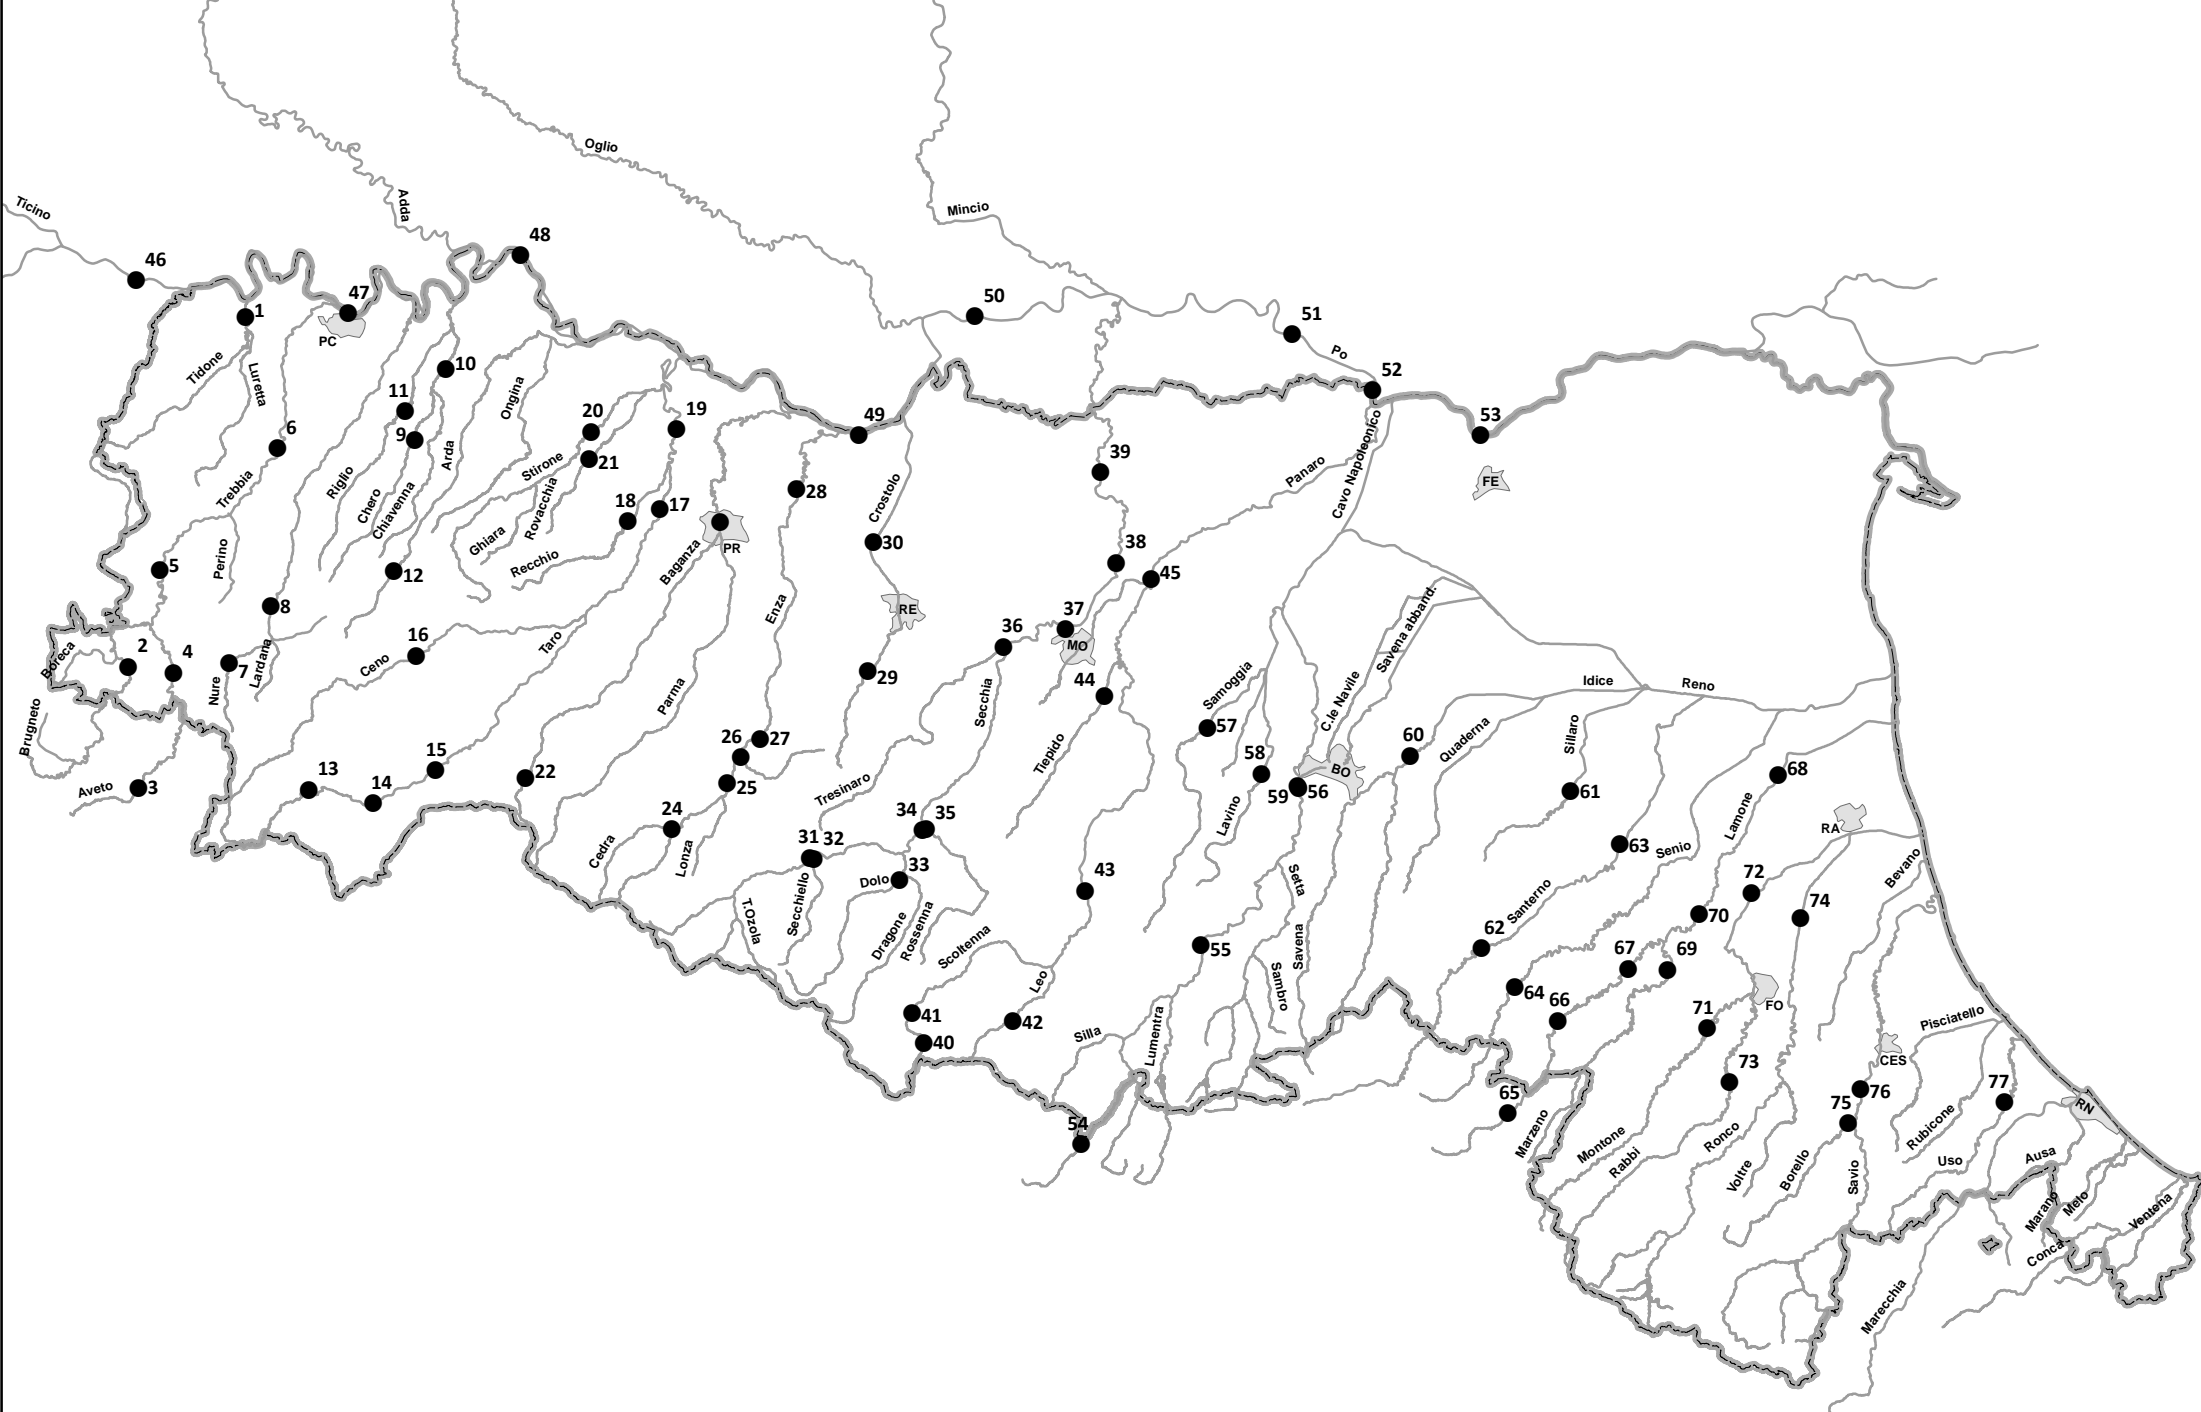 Oglio
Ticino
Adda
Mincio
48
46
47
1
50
51
Po
PC
Tidone
Luretta
10
52
11
Ongina
20
19
49
53
6
9
39
Arda
21
Stirone
Panaro
Cavo Napoleonico
FE
Trebbia
Riglio
Chero
Chiavenna
Rovacchia
18
17
28
Crostolo
Ghiara
PR
30
38
Perino
5
12
Recchio
Baganza
45
8
Enza
RE
37
Savena abband.
2
4
16
Taro
36
MO
Boreca
7
Lardana
Ceno
29
44
Samoggia
Idice
Reno
Nure
Parma
Secchia
C.le Navile
Brugneto
57
Sillaro
26
27
Tiepido
60
Quaderna
15
58
BO
68
Aveto
3
13
14
22
25
Tresinaro
59
56
61
24
34
35
Lavino
Lamone
RA
Cedra
Lonza
31
32
63
Senio
33
43
Setta
72
Bevano
Dolo
Santerno
T.Ozola
Secchiello
Dragone
Rossenna
70
74
Scoltenna
55
Savena
62
67
69
Leo
Sambro
64
66
FO
41
42
71
Silla
Lumentra
Pisciatello
40
CES
73
77
65
76
54
75
RN
Marzeno
Montone
Rabbi
Ronco
Voltre
Borello
Savio
Rubicone
Uso
Ausa
Marano
Melo
Ventena
Conca
Marecchia